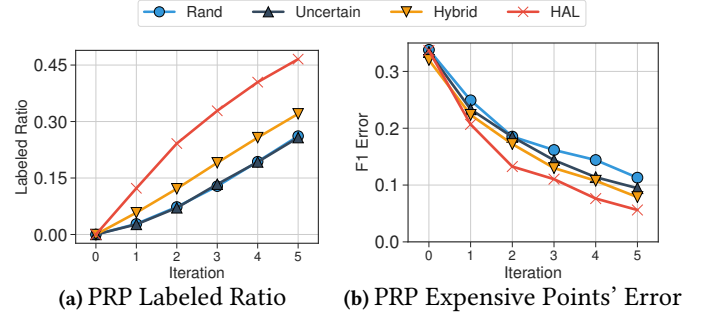 Rand Uncertain Hybrid HAL
Labeled Ratio
0.45
0.30
0.15
0.00
0 1 2 3 4 5
Iteration
(a) PRP Labeled Ratio
F1 Error
0.3
0.2
0.1
0.0
0 1 2 3 4 5
Iteration
(b) PRP Expensive Points’ Error